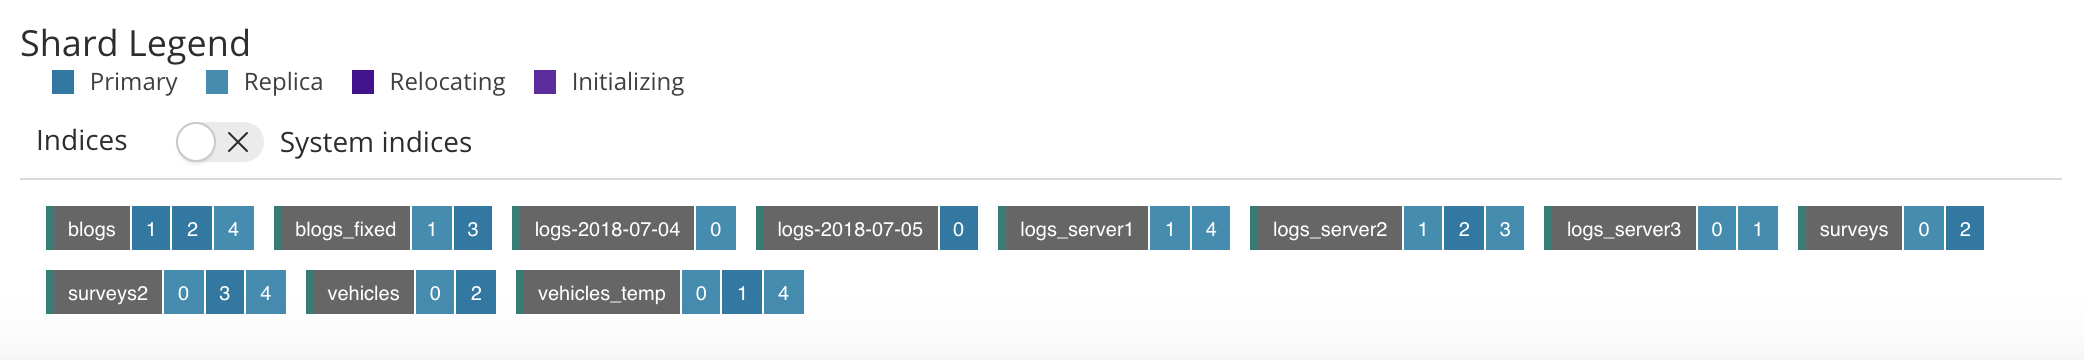 Shard Legend
Primary Replica Relocating Initializing
Indices System indices
blogs 1 2 4 blogs_fixed 1 3 logs-2018-07-04 0 logs-2018-07-05 0 logs_server1 1 4 logs_server2 1 2 3 logs_server3 0 1 surveys 0 2
surveys2 0 3 4 vehicles 0 2 vehicles_temp 0 1 4